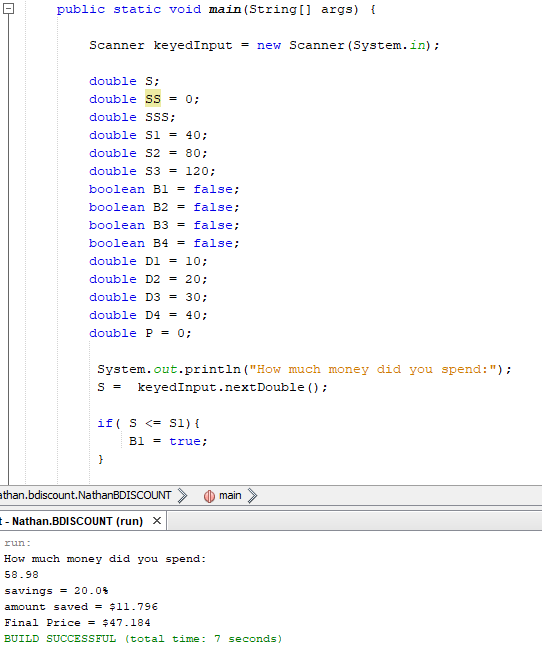 public static void main(String[] args) {
Scanner keyedInput = new Scanner(System.in);
double S;
double SS = 0;
double SSS;
double S1 = 40;
double S2 = 80;
double S3 = 120;
boolean B1 = false;
boolean B2 = false;
boolean B3 = false;
boolean B4 = false;
double D1 = 10;
double D2 = 20;
double D3 = 30;
double D4 = 40;
double P = 0;
System.out.println("How much money did you spend:");
S =  keyedInput.nextDouble();
if( S <= S1){
B1 = true;
}
athan.bdiscount.NathanBDISCOUNT main
t - Nathan.BDISCOUNT (run)
run:
How much money did you spend:
58.98
savings = 20.0%
amount saved = $11.796
Final Price = $47.184
BUILD SUCCESSFUL (total time: 7 seconds)